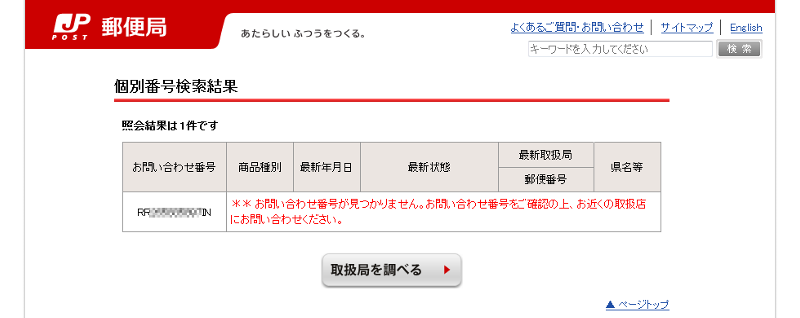 JP
POST
郵便局
あたらしい ふつうをつくる。
よくあるご質問・お問い合わせ
サイトマップ
English
キーワードを入力してください
検索
個別番号検索結果
照会結果は1件です
お問い合わせ番号
商品種別
最新年月日
最新状態
最新取扱局
郵便番号
県名等
＊＊ お問い合わせ番号が見つかりません。お問い合わせ番号をご確認の上、お近くの取扱店
にお問い合わせください。
取扱局を調べる
▲ ページトップ